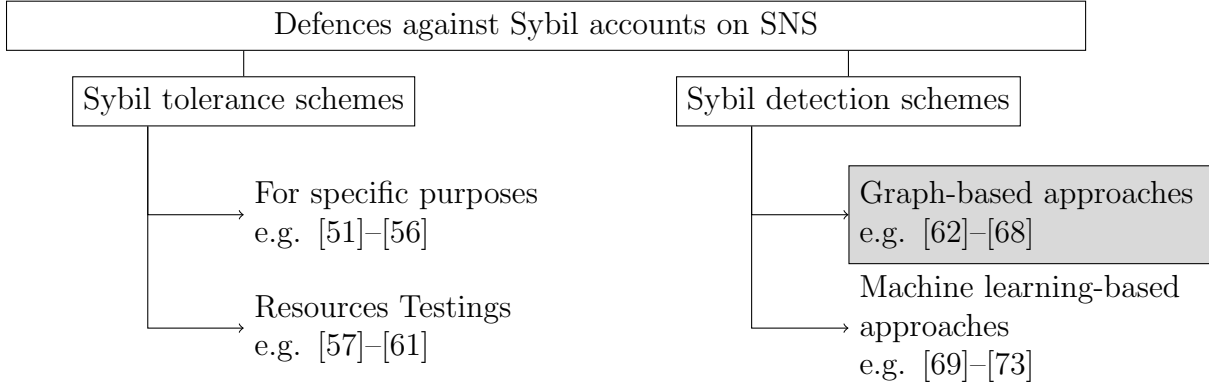 Defences against Sybil accounts on SNS
Sybil tolerance schemes
Sybil detection schemes
For specific purposes
e.g. [51]–[56]
Graph-based approaches
e.g. [62]–[68]
Resources Testings
e.g. [57]–[61]
Machine learning-based
approaches
e.g. [69]–[73]